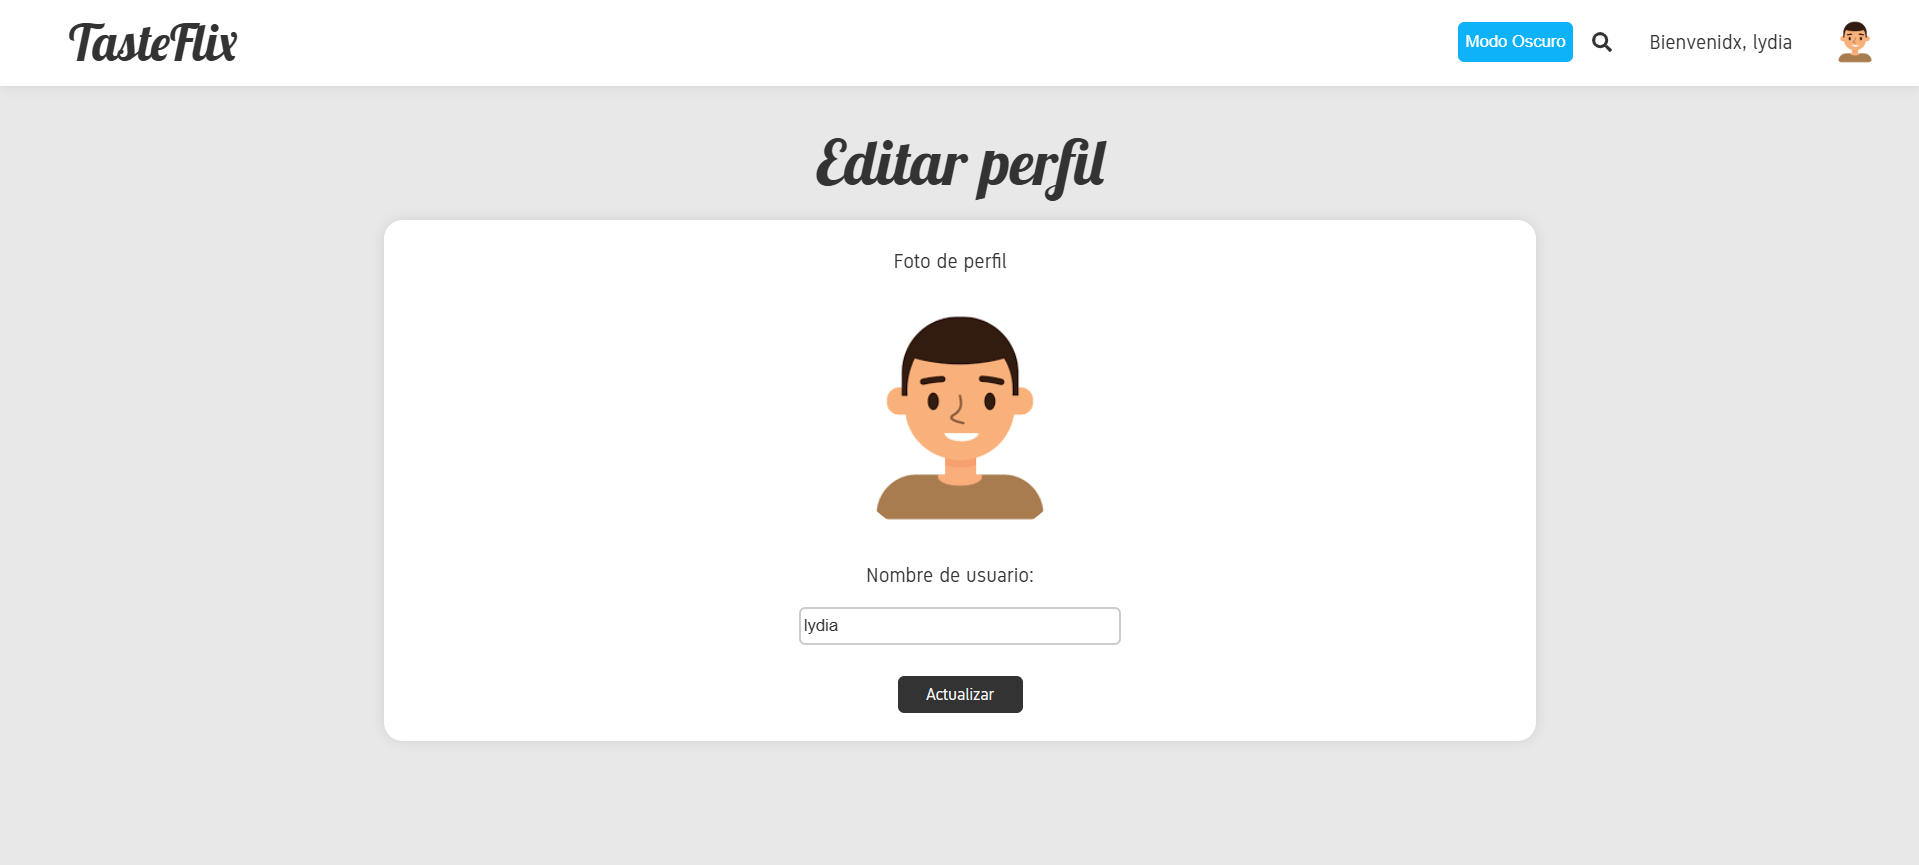 TasteFlix
Modo Oscuro
Bienvenidx, lydia
Editar perfil
Foto de perfil
Nombre de usuario:
lydia
Actualizar